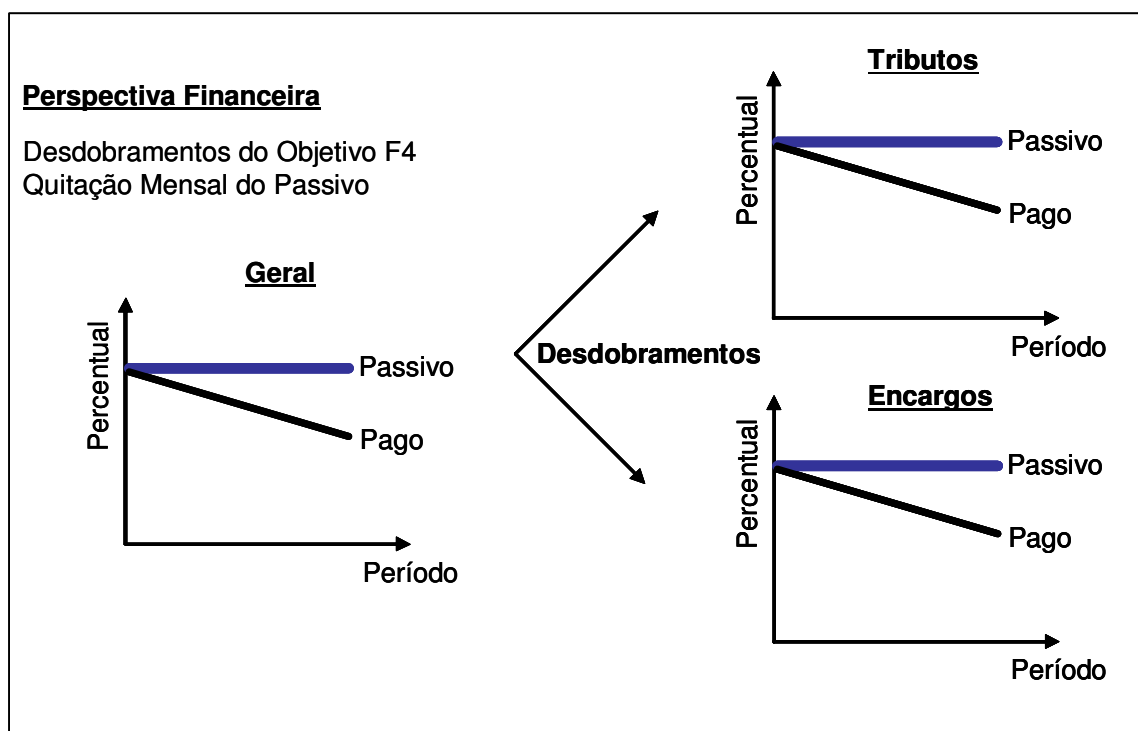 Perspectiva Financeira
Desdobramentos do Objetivo F4
Quitação Mensal do Passivo
Geral
Percentual
Passivo
Pago
Período
Desdobramentos
Tributos
Percentual
Passivo
Pago
Período
Encargos
Percentual
Passivo
Pago
Período